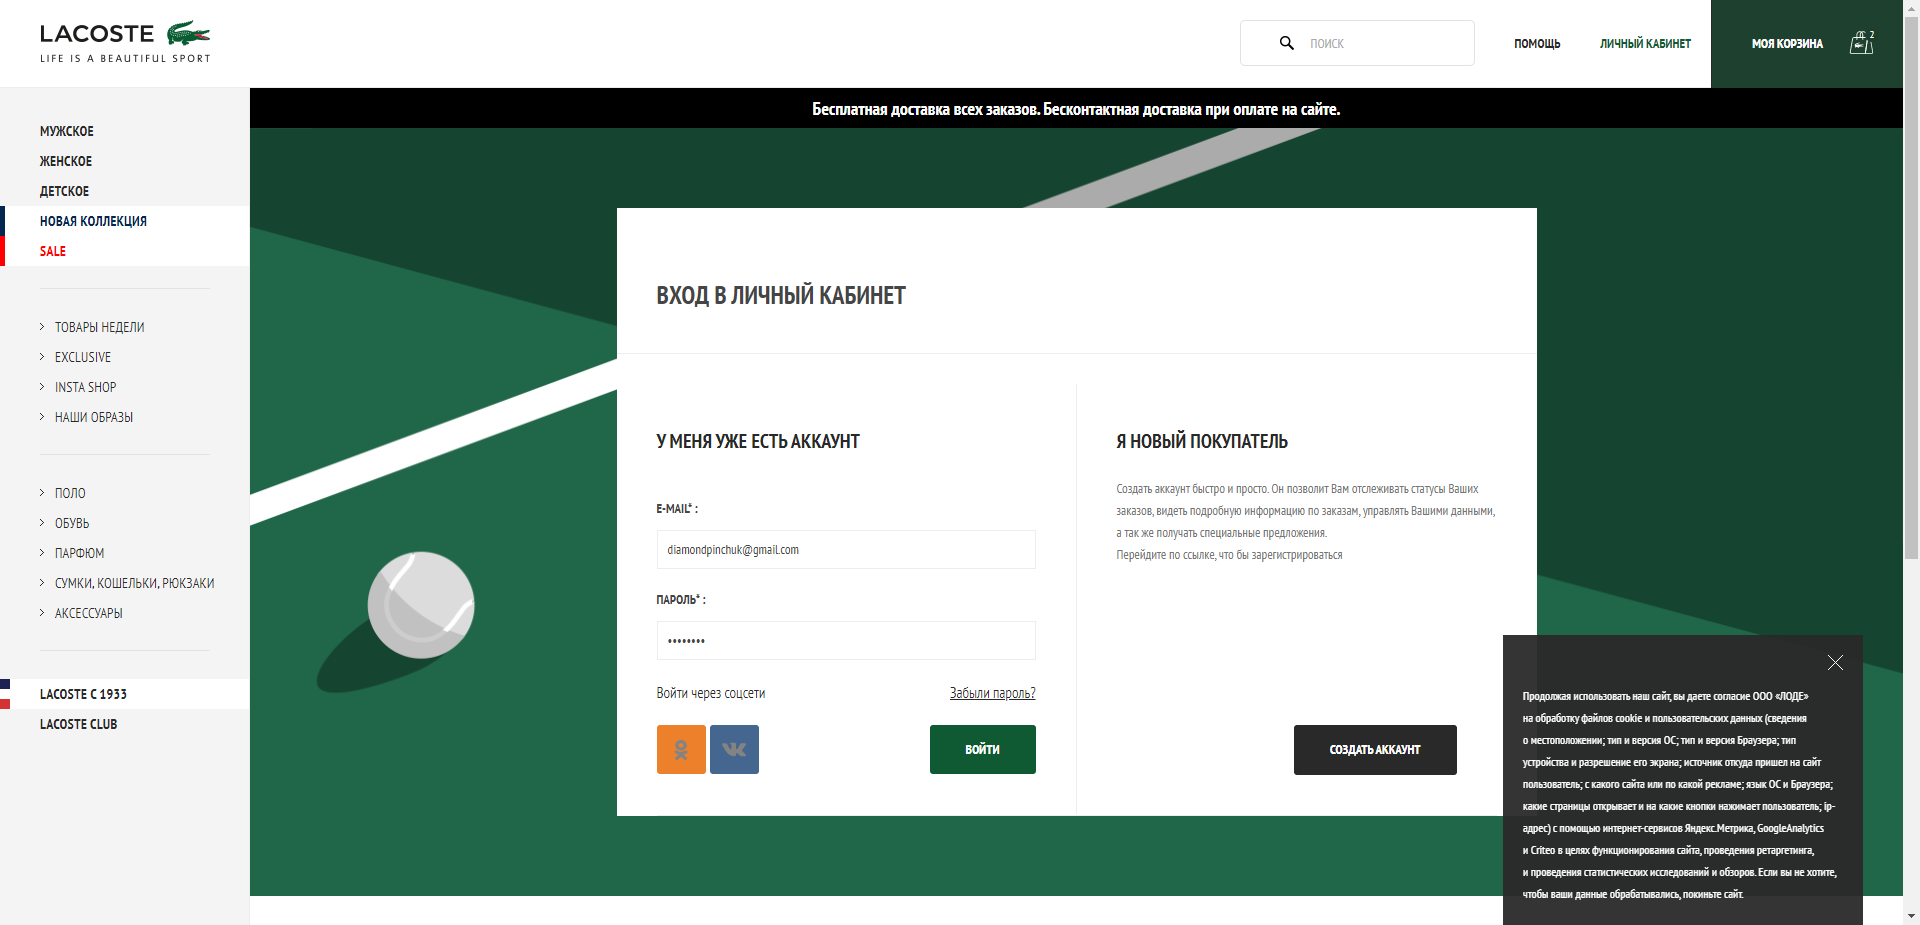 LACOSTE
LIFE IS A BEAUTIFUL SPORT
ПОИСК
ПОМОЩЬ
ЛИЧНЫЙ КАБИНЕТ
МОЯ КОРЗИНА
2
Бесплатная доставка всех заказов. Бесконтактная доставка при оплате на сайте.
МУЖСКОЕ
ЖЕНСКОЕ
ДЕТСКОЕ
НОВАЯ КОЛЛЕКЦИЯ
SALE
ТОВАРЫ НЕДЕЛИ
EXCLUSIVE
INSTA SHOP
НАШИ ОБРАЗЫ
ПОЛО
ОБУВЬ
ПАРФЮМ
СУМКИ, КОШЕЛЬКИ, РЮКЗАКИ
АКСЕССУАРЫ
LACOSTE С 1933
LACOSTE CLUB
ВХОД В ЛИЧНЫЙ КАБИНЕТ
У МЕНЯ УЖЕ ЕСТЬ АККАУНТ
E-MAIL* :
diamondpinchuk@gmail.com
ПАРОЛЬ* :
••••••••
Войти через соцсети
Забыли пароль?
ВОЙТИ
Я НОВЫЙ ПОКУПАТЕЛЬ
Создать аккаунт быстро и просто. Он позволит Вам отслеживать статусы Ваших
заказов, видеть подробную информацию по заказам, управлять Вашими данными,
а так же получать специальные предложения.
Перейдите по ссылке, что бы зарегистрироваться
СОЗДАТЬ АККАУНТ
Продолжая использовать наш сайт, вы даете согласие ООО «ЛОДЕ»
на обработку файлов cookie и пользовательских данных (сведения
о местоположении; тип и версия ОС; тип и версия Браузера; тип
устройства и разрешение его экрана; источник откуда пришел на сайт
пользователь; с какого сайта или по какой рекламе; язык ОС и Браузера;
какие страницы открывает и на какие кнопки нажимает пользователь; ip-
адрес) с помощью интернет-сервисов Яндекс.Метрика, GoogleAnalytics
и Criteo в целях функционирования сайта, проведения ретаргетинга,
и проведения статистических исследований и обзоров. Если вы не хотите,
чтобы ваши данные обрабатывались, покиньте сайт.